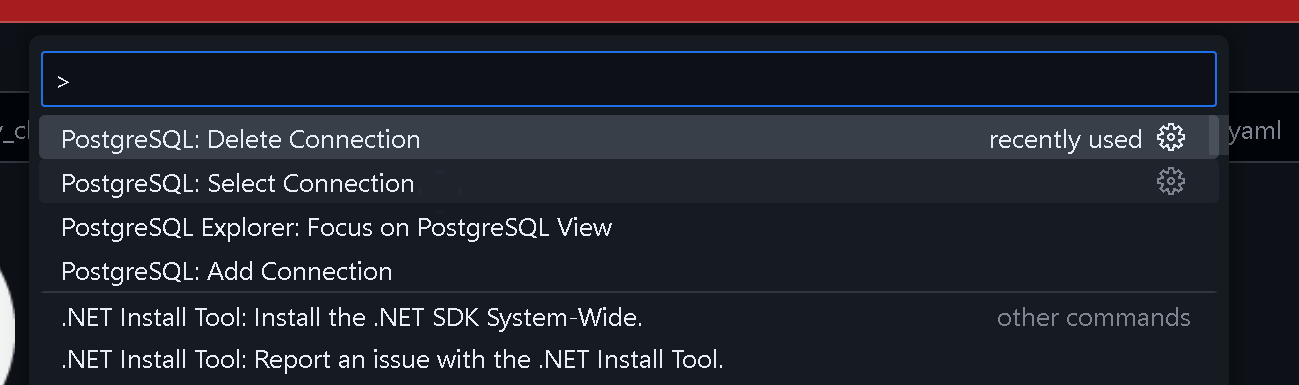 >
PostgreSQL: Delete Connection recently used
yaml
PostgreSQL: Select Connection
PostgreSQL Explorer: Focus on PostgreSQL View
PostgreSQL: Add Connection
.NET Install Tool: Install the .NET SDK System-Wide. other commands
.NET Install Tool: Report an issue with the .NET Install Tool.